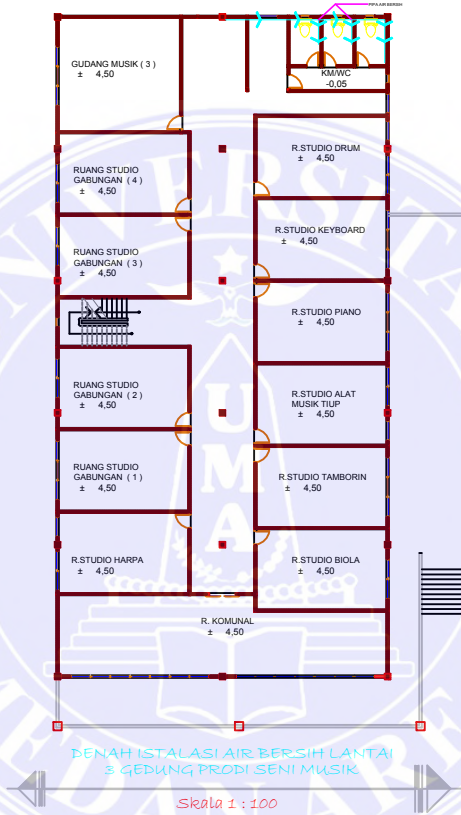 PIPA AIR BERSIH
GUDANG MUSIK ( 3 )
± 4,50
KM/WC
-0,05
R.STUDIO DRUM
± 4,50
RUANG STUDIO
GABUNGAN ( 4 )
± 4,50
R.STUDIO KEYBOARD
± 4,50
RUANG STUDIO
GABUNGAN ( 3 )
± 4,50
R.STUDIO PIANO
± 4,50
RUANG STUDIO
GABUNGAN ( 2 )
± 4,50
R.STUDIO ALAT
MUSIK TIUP
± 4,50
RUANG STUDIO
GABUNGAN ( 1 )
± 4,50
R.STUDIO TAMBORIN
± 4,50
R.STUDIO HARPA
± 4,50
R.STUDIO BIOLA
± 4,50
R. KOMUNAL
± 4,50
DENAH ISTALASI AIR BERSIH LANTAI
3 GEDUNG PRODI SENI MUSIK
Skala 1 : 100
UNIVERSITA
UMA
MEDAN ARE